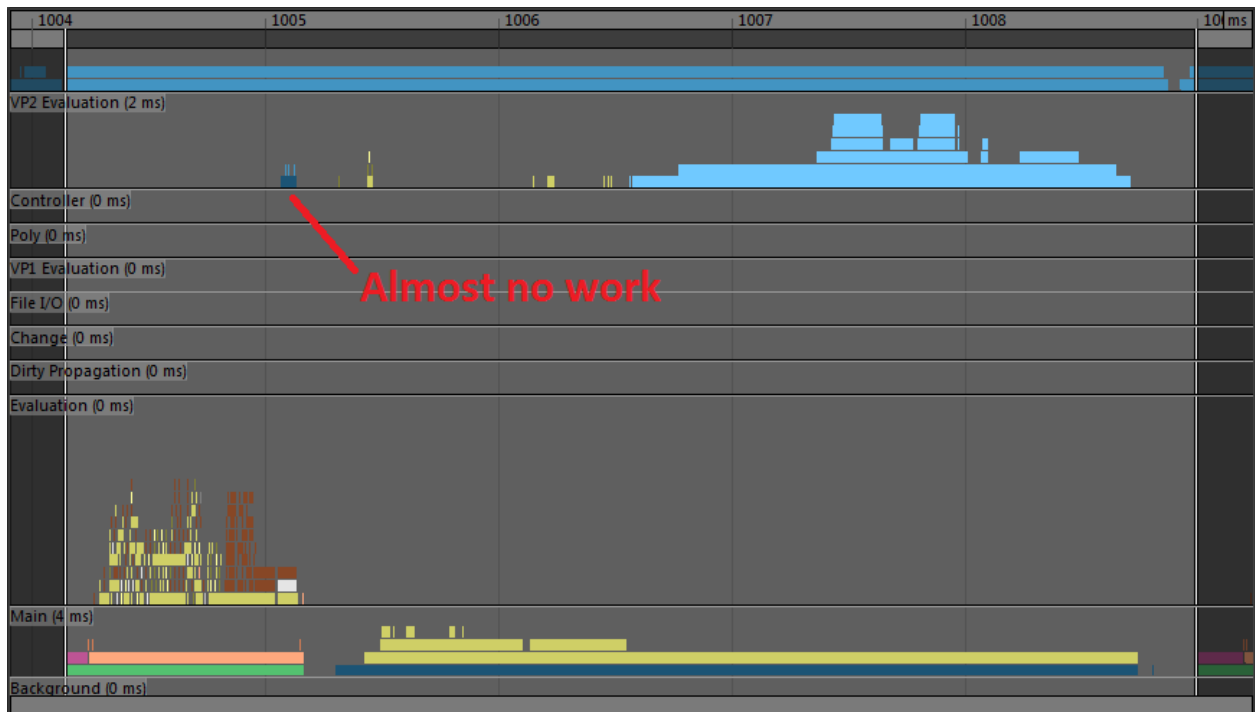 1004 1005 1006 1007 1008 ms
VP2 Evaluation (2 ms)
Controller (0 ms)
Poly (0 ms)
VP1 Evaluation (0 ms)
Almost no work
File I/O (0 ms)
Change (0 ms)
Dirty Propagation (0 ms)
Evaluation (0 ms)
Main (4 ms)
Background (0 ms)